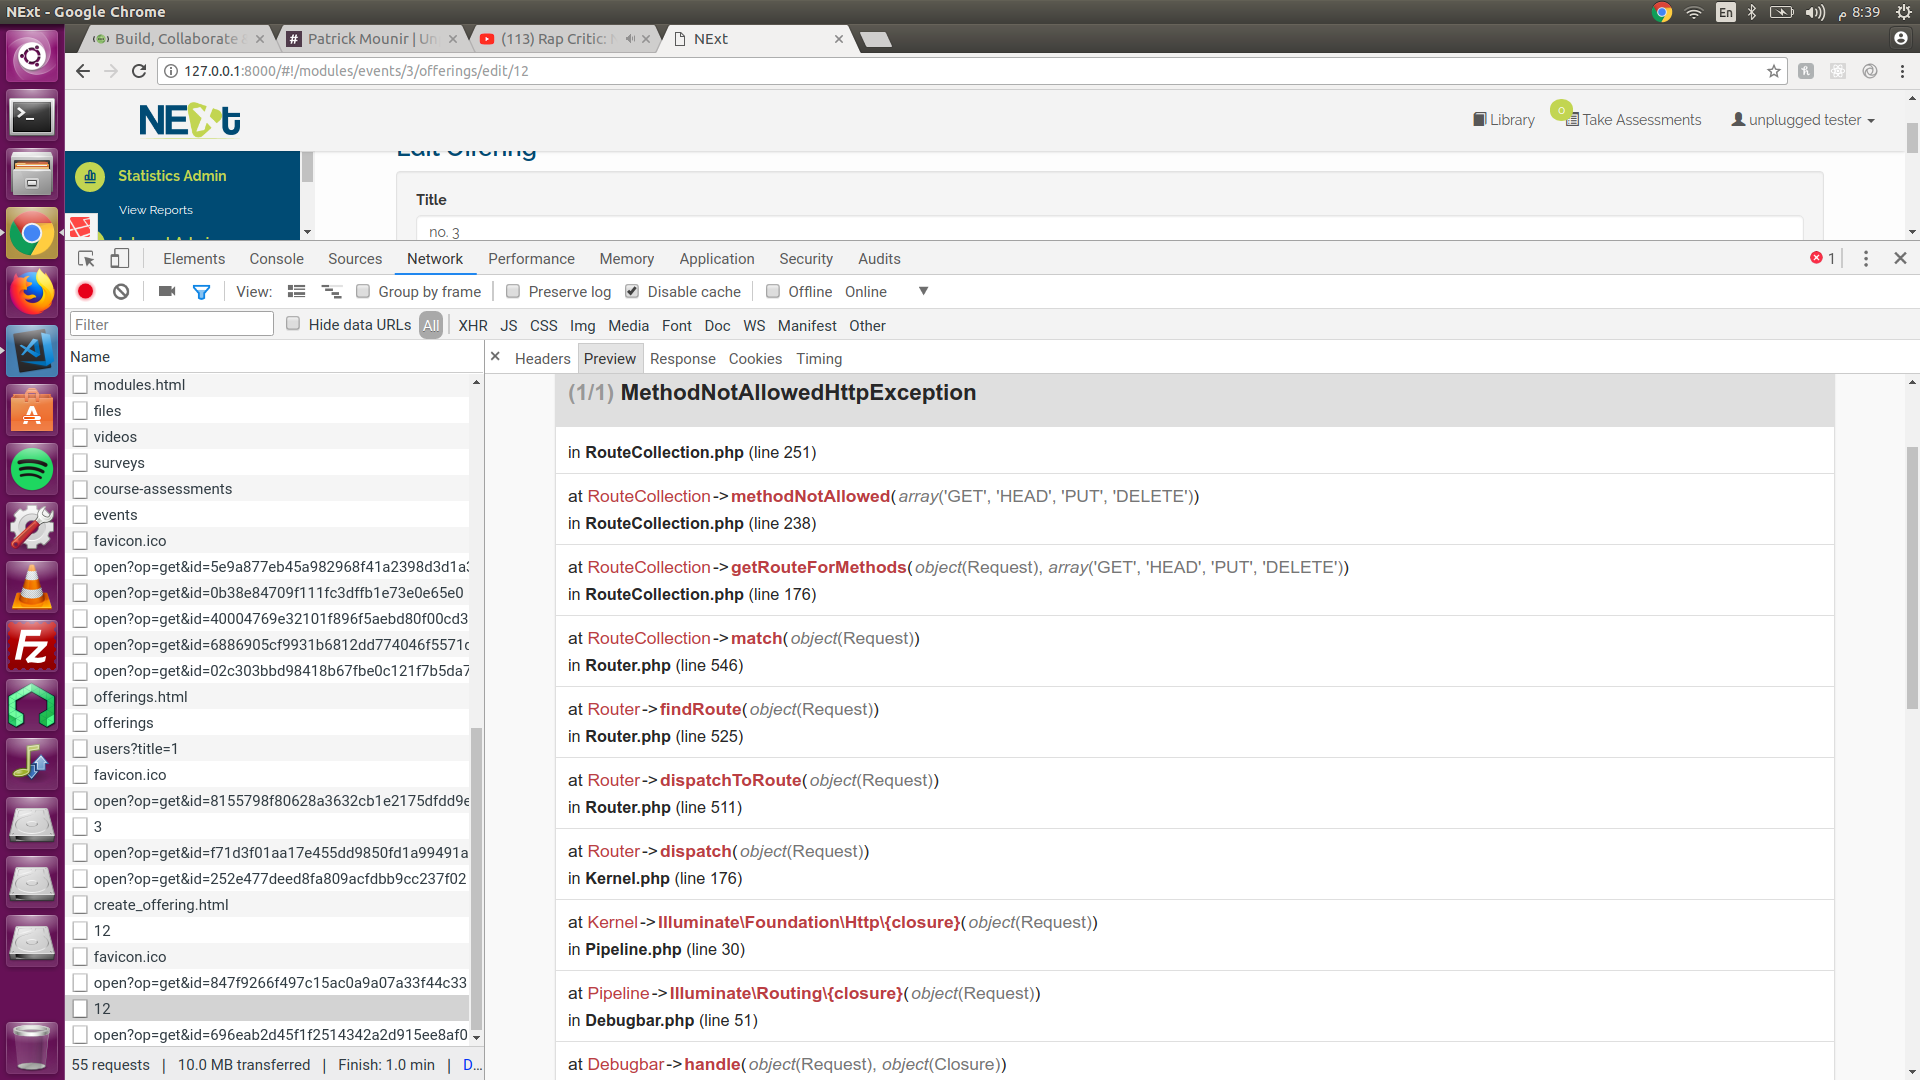 NExt - Google Chrome
En
8:39 م
Build, Collaborate &
Patrick Mounir | Un
(113) Rap Critic:
NExt
127.0.0.1:8000/#!/modules/events/3/offerings/edit/12
NExt
Library
0
Take Assessments
unplugged tester
Statistics Admin
View Reports
Edit Offering
Title
no. 3
Elements
Console
Sources
Network
Performance
Memory
Application
Security
Audits
1
View:
Group by frame
Preserve log
Disable cache
Offline
Online
Filter
Hide data URLs
All
XHR
JS
CSS
Img
Media
Font
Doc
WS
Manifest
Other
Name
modules.html
files
videos
surveys
course-assessments
events
favicon.ico
open?op=get&id=5e9a877eb45a982968f41a2398d3d1a3
open?op=get&id=0b38e84709f111fc3dffb1e73e0e65e0
open?op=get&id=40004769e32101f896f5aebd80f00cd3
open?op=get&id=6886905cf9931b6812dd774046f5571c
open?op=get&id=02c303bbd98418b67fbe0c121f7b5da7
offerings.html
offerings
users?title=1
favicon.ico
open?op=get&id=8155798f80628a3632cb1e2175dfdd9e
3
open?op=get&id=f71d3f01aa17e455dd9850fd1a99491a
open?op=get&id=252e477deed8fa809acfdbb9cc237f02
create_offering.html
12
favicon.ico
open?op=get&id=847f9266f497c15ac0a9a07a33f44c33
12
open?op=get&id=696eab2d45f1f2514342a2d915ee8af0
55 requests | 10.0 MB transferred | Finish: 1.0 min | D...
Headers
Preview
Response
Cookies
Timing
(1/1) MethodNotAllowedHttpException
in RouteCollection.php (line 251)
at RouteCollection->methodNotAllowed(array('GET', 'HEAD', 'PUT', 'DELETE'))
in RouteCollection.php (line 238)
at RouteCollection->getRouteForMethods(object(Request), array('GET', 'HEAD', 'PUT', 'DELETE'))
in RouteCollection.php (line 176)
at RouteCollection->match(object(Request))
in Router.php (line 546)
at Router->findRoute(object(Request))
in Router.php (line 525)
at Router->dispatchToRoute(object(Request))
in Router.php (line 511)
at Router->dispatch(object(Request))
in Kernel.php (line 176)
at Kernel->Illuminate\Foundation\Http\{closure}(object(Request))
in Pipeline.php (line 30)
at Pipeline->Illuminate\Routing\{closure}(object(Request))
in Debugbar.php (line 51)
at Debugbar->handle(object(Request), object(Closure))